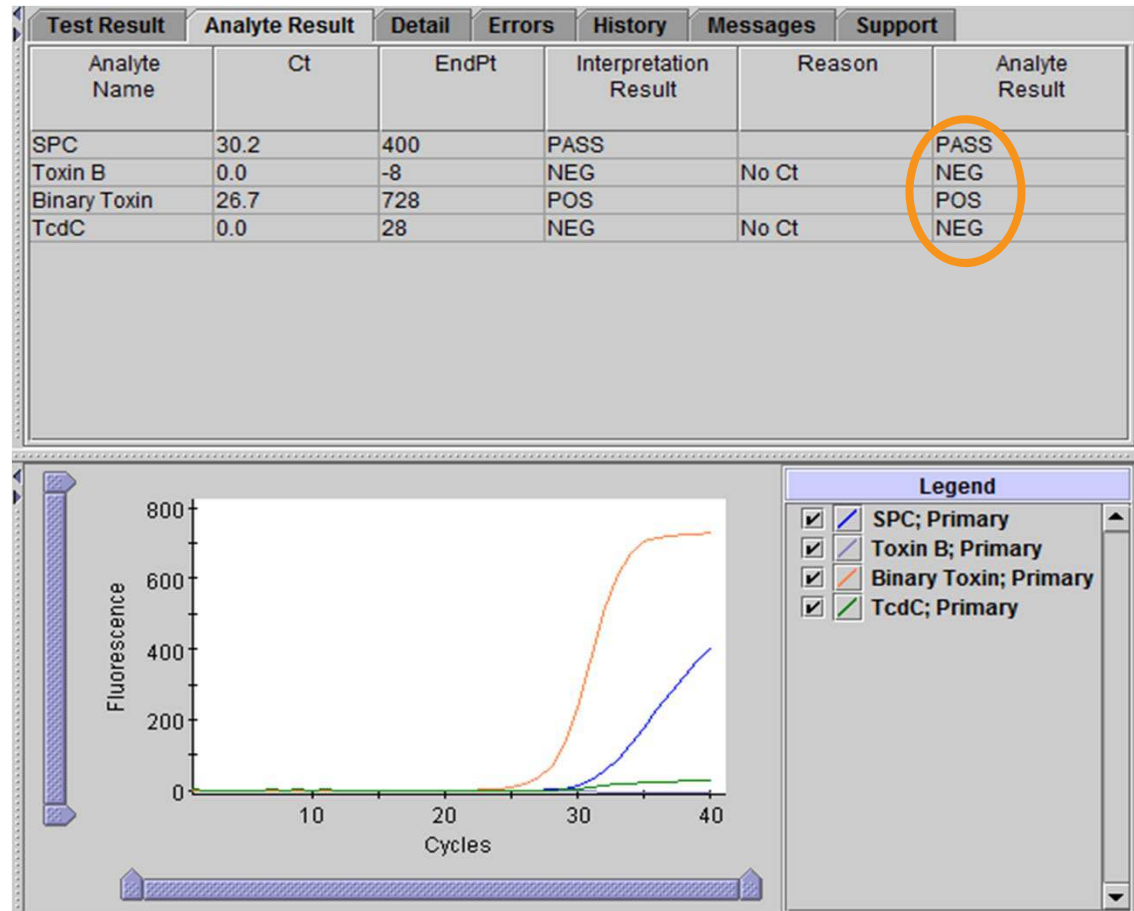 Test Result Analyte Result Detail Errors History Messages Support
Analyte Name Ct EndPt Interpretation Result Reason Analyte Result
SPC 30.2 400 PASS PASS
Toxin B 0.0 -8 NEG No Ct NEG
Binary Toxin 26.7 728 POS POS
TcdC 0.0 28 NEG No Ct NEG
Legend
SPC; Primary
Toxin B; Primary
Binary Toxin; Primary
TcdC; Primary
Fluorescence
800
600
400
200
0
10 20 30 40
Cycles